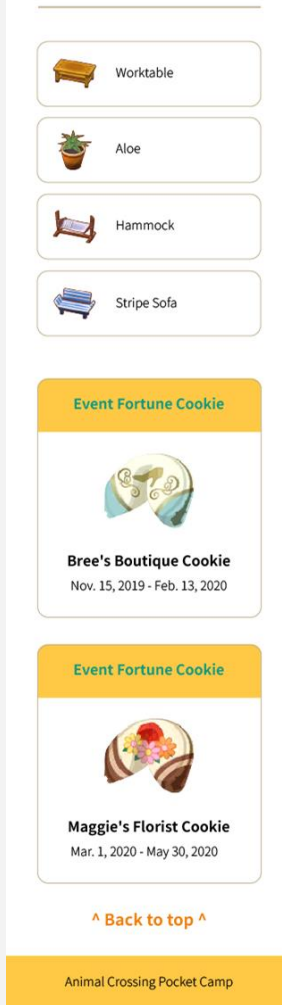 Worktable
Aloe
Hammock
Stripe Sofa
Event Fortune Cookie
Bree's Boutique Cookie
Nov. 15, 2019 - Feb. 13, 2020
Event Fortune Cookie
Maggie's Florist Cookie
Mar. 1, 2020 - May 30, 2020
^ Back to top ^
Animal Crossing Pocket Camp